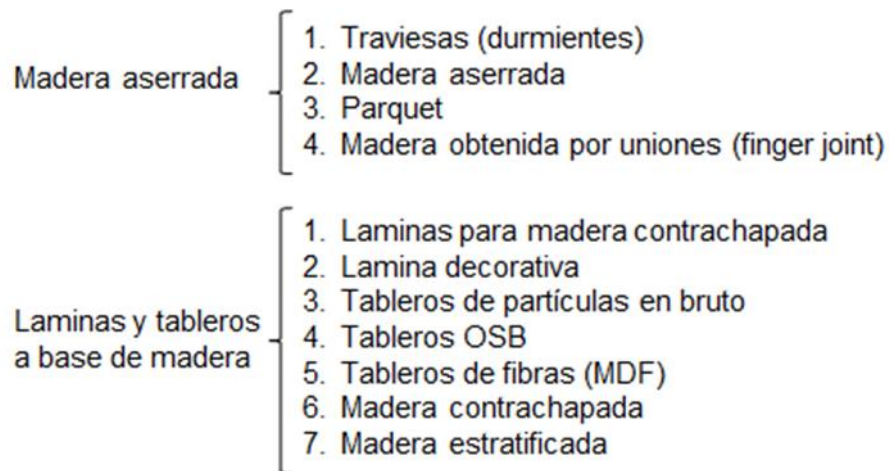 Madera aserrada
1. Traviesas (durmientes)
2. Madera aserrada
3. Parquet
4. Madera obtenida por uniones (finger joint)
Laminas y tableros
a base de madera
1. Laminas para madera contrachapada
2. Lamina decorativa
3. Tableros de partículas en bruto
4. Tableros OSB
5. Tableros de fibras (MDF)
6. Madera contrachapada
7. Madera estratificada